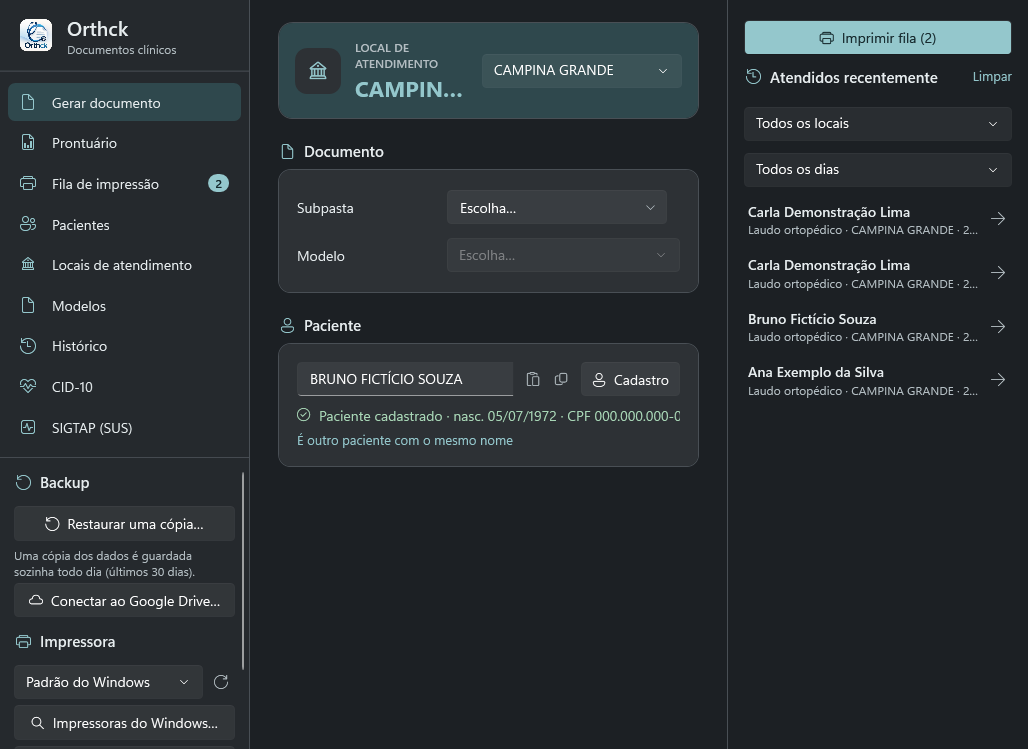 Orthck
Orthck
Documentos clínicos
Gerar documento
Prontuário
Fila de impressão 2
Pacientes
Locais de atendimento
Modelos
Histórico
CID-10
SIGTAP (SUS)
Backup
Restaurar uma cópia...
Uma cópia dos dados é guardada
sozinha todo dia (últimos 30 dias).
Conectar ao Google Drive...
Impressora
Padrão do Windows
Impressoras do Windows...
LOCAL DE
ATENDIMENTO
CAMPIN...
CAMPINA GRANDE
Documento
Subpasta Escolha...
Modelo Escolha...
Paciente
BRUNO FICTÍCIO SOUZA
Cadastro
Paciente cadastrado · nasc. 05/07/1972 · CPF 000.000.000-0
É outro paciente com o mesmo nome
Imprimir fila (2)
Atendidos recentemente Limpar
Todos os locais
Todos os dias
Carla Demonstração Lima
Laudo ortopédico · CAMPINA GRANDE · 2...
Carla Demonstração Lima
Laudo ortopédico · CAMPINA GRANDE · 2...
Bruno Fictício Souza
Laudo ortopédico · CAMPINA GRANDE · 2...
Ana Exemplo da Silva
Laudo ortopédico · CAMPINA GRANDE · 2...